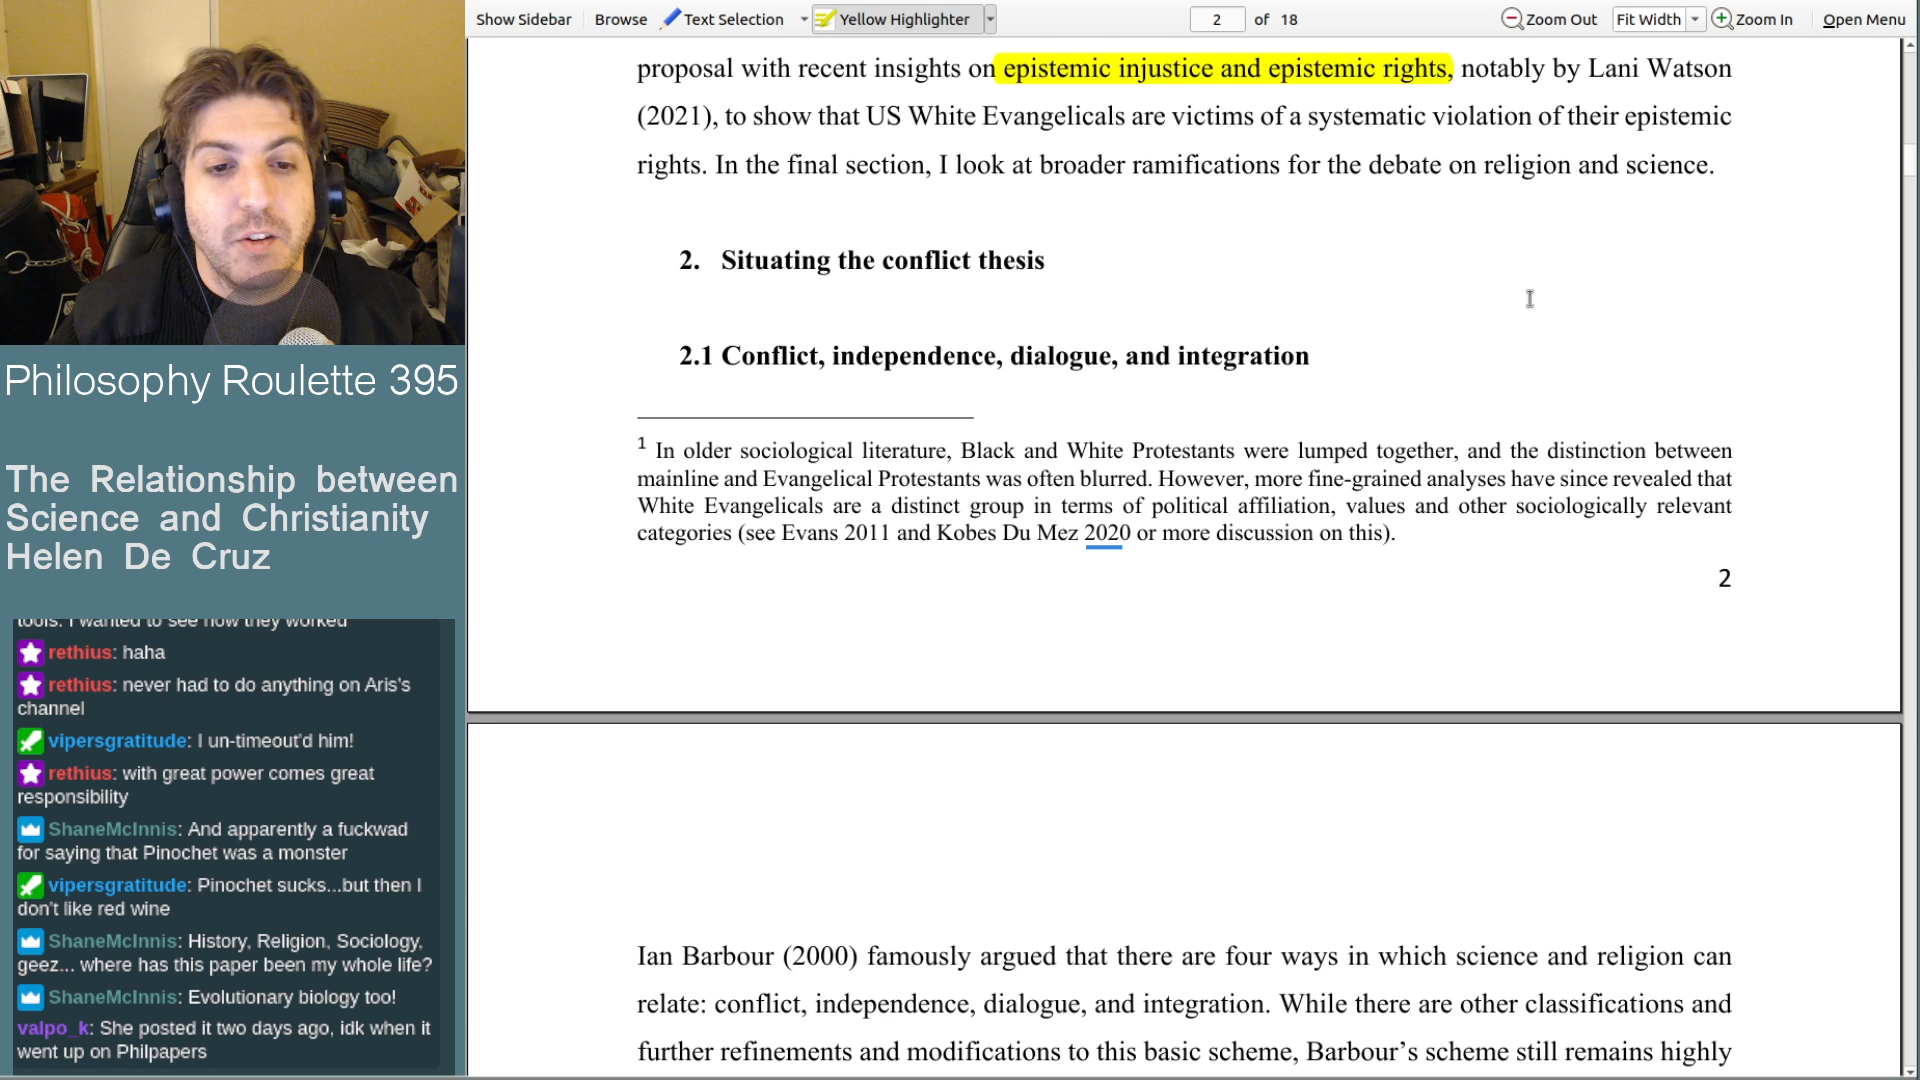 Show Sidebar Browse Text Selection Yellow Highlighter 2 of 18 Zoom Out Fit Width Zoom In Open Menu
proposal with recent insights on epistemic injustice and epistemic rights, notably by Lani Watson
(2021), to show that US White Evangelicals are victims of a systematic violation of their epistemic
rights. In the final section, I look at broader ramifications for the debate on religion and science.
2. Situating the conflict thesis
2.1 Conflict, independence, dialogue, and integration
1 In older sociological literature, Black and White Protestants were lumped together, and the distinction between
mainline and Evangelical Protestants was often blurred. However, more fine-grained analyses have since revealed that
White Evangelicals are a distinct group in terms of political affiliation, values and other sociologically relevant
categories (see Evans 2011 and Kobes Du Mez 2020 or more discussion on this).
2
Ian Barbour (2000) famously argued that there are four ways in which science and religion can
relate: conflict, independence, dialogue, and integration. While there are other classifications and
further refinements and modifications to this basic scheme, Barbour's scheme still remains highly
Philosophy Roulette 395
The Relationship between
Science and Christianity
Helen De Cruz
tools. I wanted to see how they worked
rethius: haha
rethius: never had to do anything on Aris's
channel
vipersgratitude: I un-timeout'd him!
rethius: with great power comes great
responsibility
ShaneMcInnis: And apparently a fuckwad
for saying that Pinochet was a monster
vipersgratitude: Pinochet sucks...but then I
don't like red wine
ShaneMcInnis: History, Religion, Sociology,
geez... where has this paper been my whole life?
ShaneMcInnis: Evolutionary biology too!
valpo_k: She posted it two days ago, idk when it
went up on Philpapers